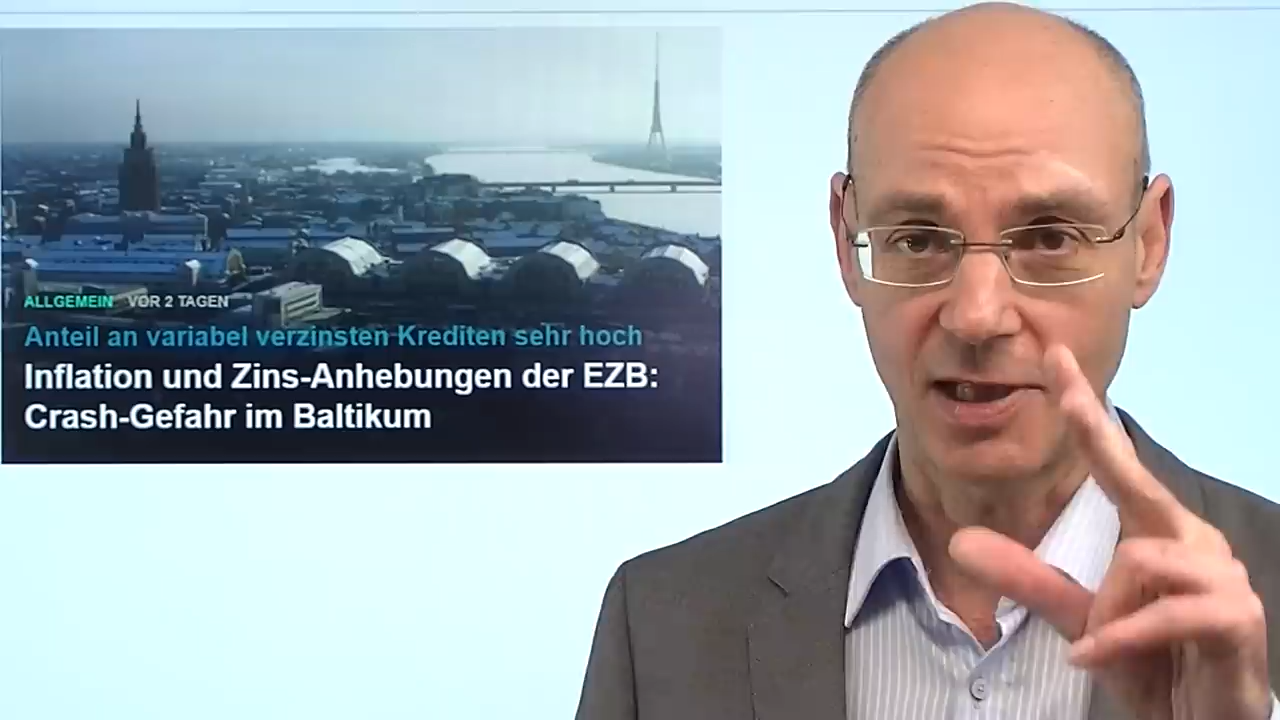 ALLGEMEIN VOR 2 TAGEN
Anteil an variabel verzinsten Krediten sehr hoch
Inflation und Zins-Anhebungen der EZB:
Crash-Gefahr im Baltikum